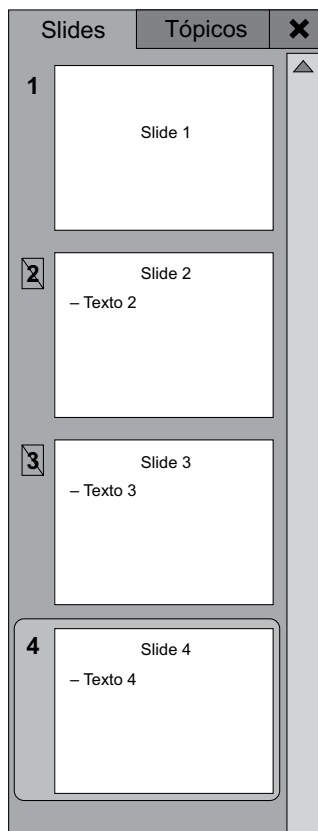 Slides Tópicos ✖
1
Slide 1
2
Slide 2
– Texto 2
3
Slide 3
– Texto 3
4
Slide 4
– Texto 4